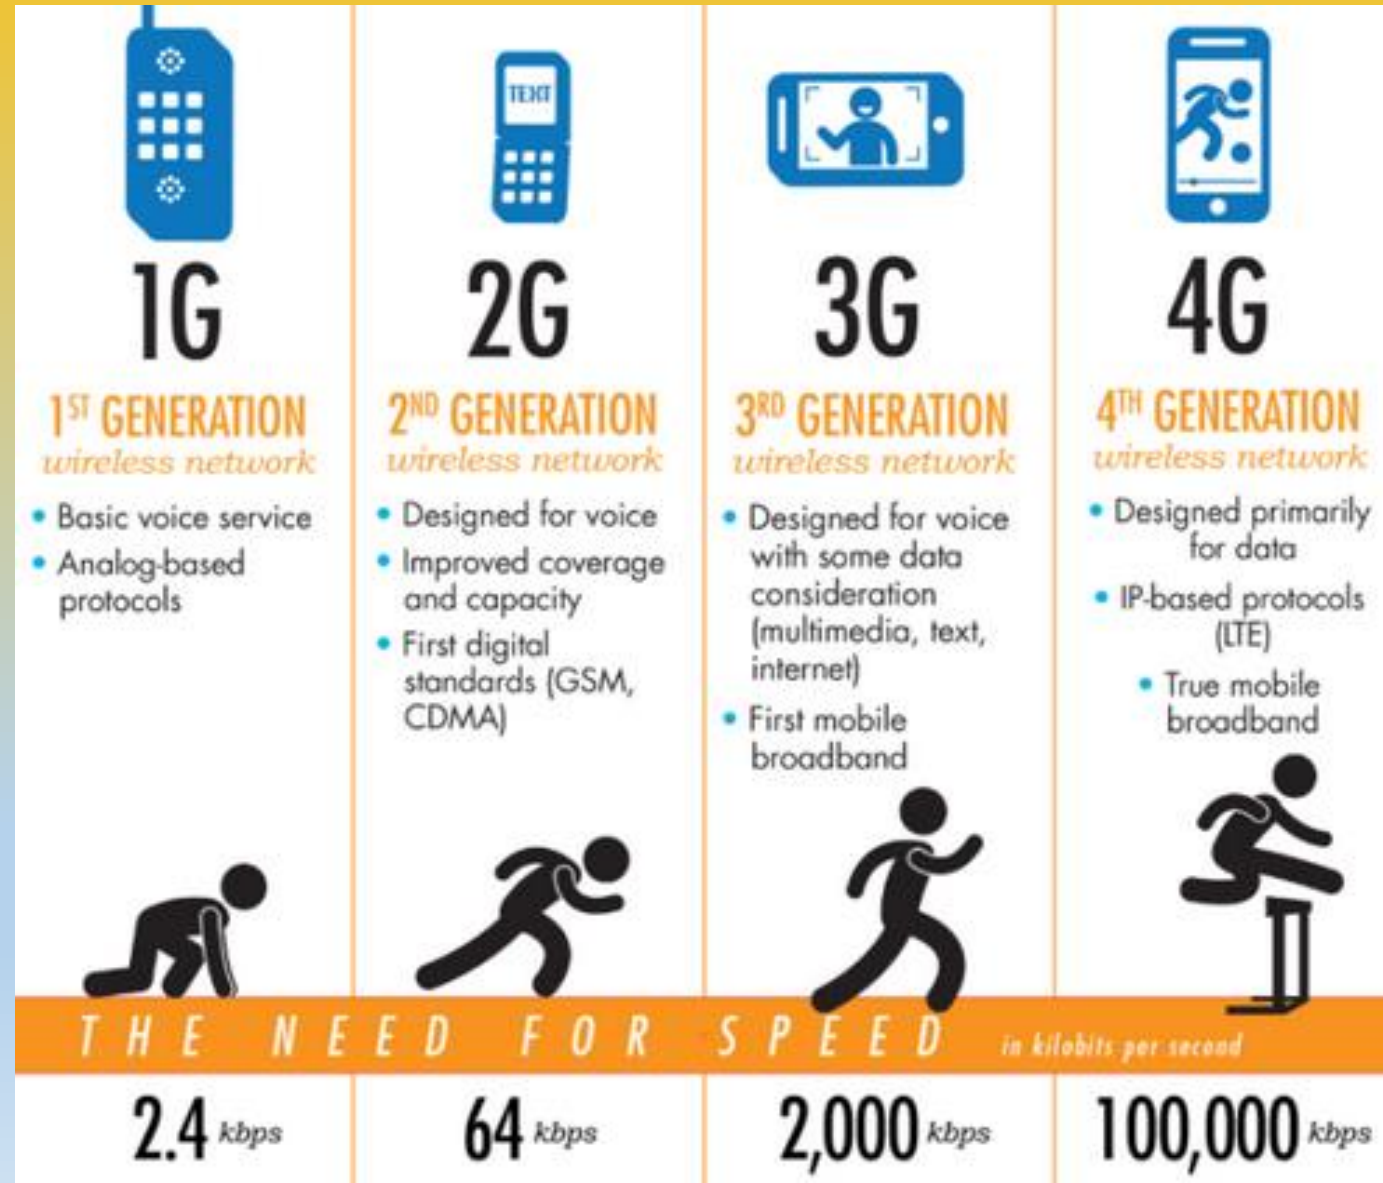 TEXT
1G
1ST GENERATION
wireless network
• Basic voice service
• Analog-based
protocols
2G
2ND GENERATION
wireless network
• Designed for voice
• Improved coverage
and capacity
• First digital
standards (GSM,
CDMA)
3G
3RD GENERATION
wireless network
• Designed for voice
with some data
consideration
(multimedia, text,
internet)
• First mobile
broadband
4G
4TH GENERATION
wireless network
• Designed primarily
for data
• IP-based protocols
(LTE)
• True mobile
broadband
THE NEED FOR SPEED in kilobits per second
2.4 kbps
64 kbps
2,000 kbps
100,000 kbps